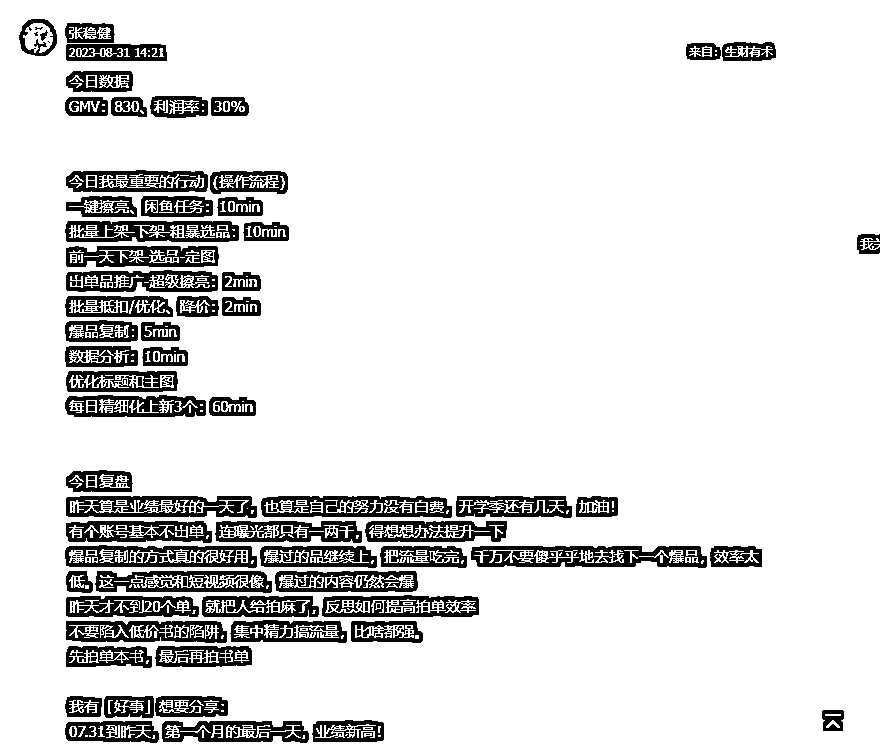 张稳健
2023-08-31 14:21
来自：生财有术
今日数据
GMV：830、利润率：30%
今日我最重要的行动（操作流程）
一键擦亮、闲鱼任务：10min
批量上架-下架-粗暴选品：10min
前一天下架-选品-定图
出单品推广-超级擦亮：2min
批量抵扣/优化、降价：2min
爆品复制：5min
数据分析：10min
优化标题和主图
每日精细化上新3个：60min
今日复盘
昨天算是业绩最好的一天了，也算是自己的努力没有白费，开学季还有几天，加油！
有个账号基本不出单，连曝光都只有一两千，得想想办法提升一下
爆品复制的方式真的很好用，爆过的品继续上，把流量吃完，千万不要傻乎乎地去找下一个爆品，效率太
低。这一点感觉和短视频很像，爆过的内容仍然会爆
昨天才不到20个单，就把人给拍麻了，反思如何提高拍单效率
不要陷入低价书的陷阱，集中精力搞流量，比啥都强。
先拍单本书，最后再拍书单
我有［好事］想要分享：
07.31到昨天，第一个月的最后一天，业绩新高！